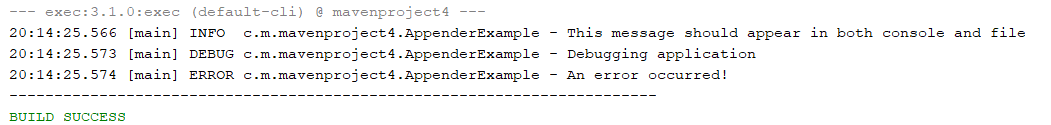 --- exec:3.1.0:exec (default-cli) @ mavenproject4 ---
20:14:25.566 [main] INFO  c.m.mavenproject4.AppenderExample - This message should appear in both console and file
20:14:25.573 [main] DEBUG c.m.mavenproject4.AppenderExample - Debugging application
20:14:25.574 [main] ERROR c.m.mavenproject4.AppenderExample - An error occurred!
------------------------------------------------------------------------
BUILD SUCCESS